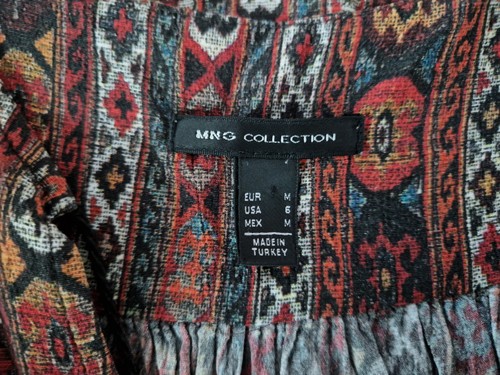 MNG COLLECTION
EUR M
USA 6
MEX M
MADE IN
TURKEY